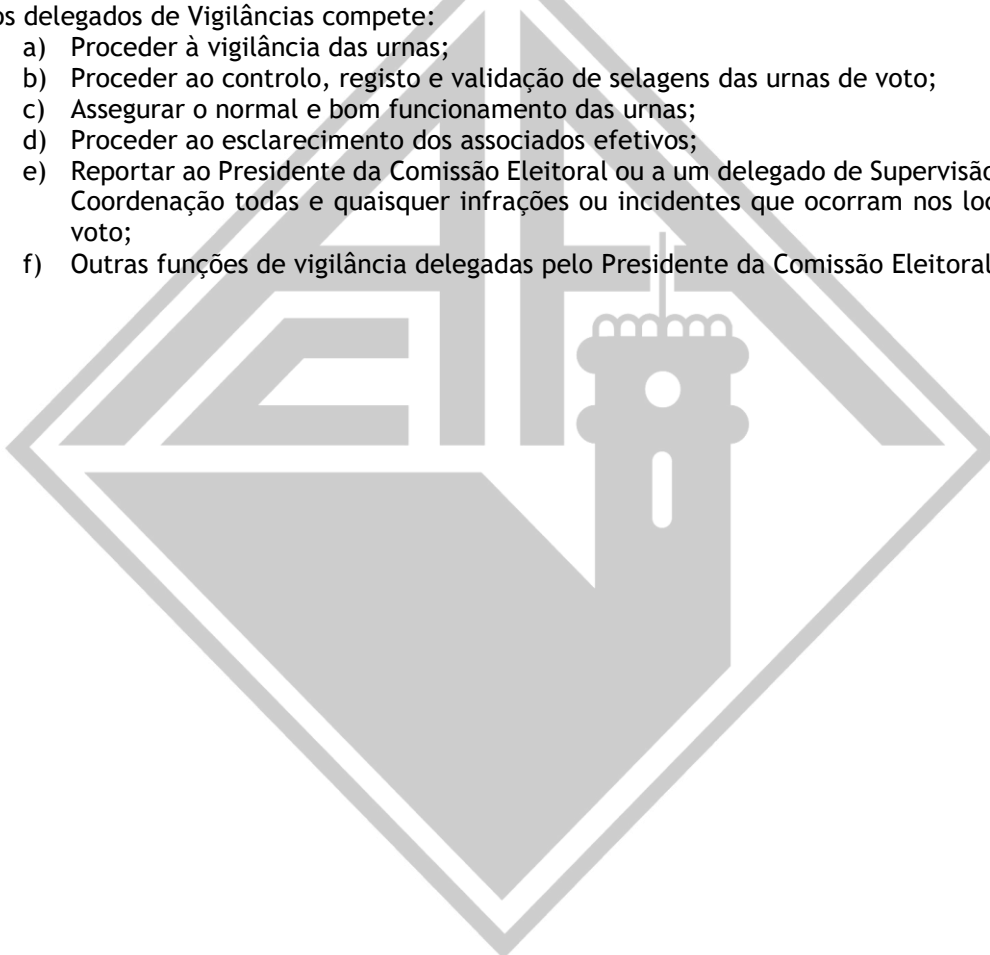 os delegados de Vigilâncias compete:
a) Proceder à vigilância das urnas;
b) Proceder ao controlo, registo e validação de selagens das urnas de voto;
c) Assegurar o normal e bom funcionamento das urnas;
d) Proceder ao esclarecimento dos associados efetivos;
e) Reportar ao Presidente da Comissão Eleitoral ou a um delegado de Supervisão
Coordenação todas e quaisquer infrações ou incidentes que ocorram nos loc
voto;
f) Outras funções de vigilância delegadas pelo Presidente da Comissão Eleitoral